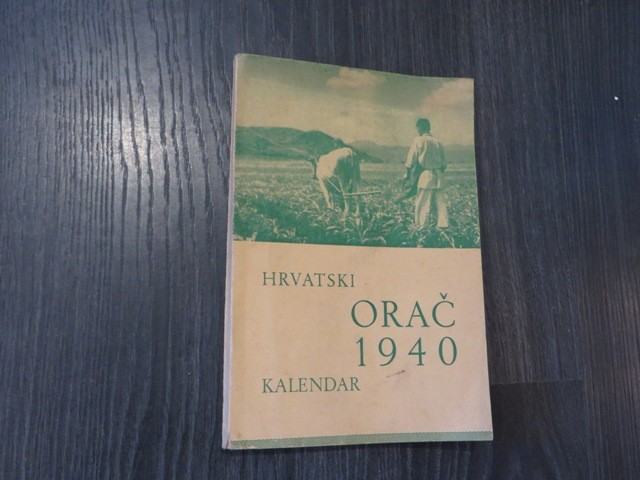 HRVATSKI
ORAČ
1940
KALENDAR